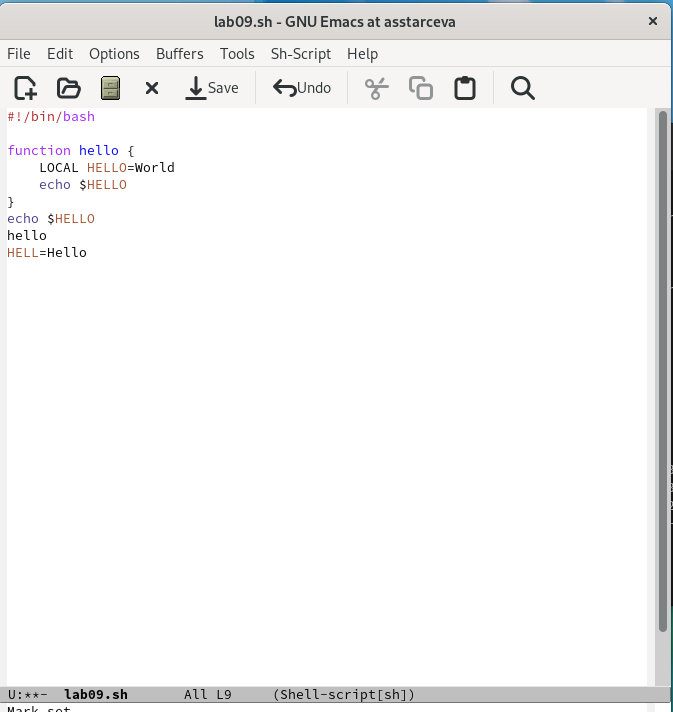 lab09.sh - GNU Emacs at asstarceva ×
File Edit Options Buffers Tools Sh-Script Help
Save Undo
#!/bin/bash
function hello {
    LOCAL HELLO=World
    echo $HELLO
}
echo $HELLO
hello
HELL=Hello
U:**-  lab09.sh       All L9     (Shell-script[sh])
Mark set